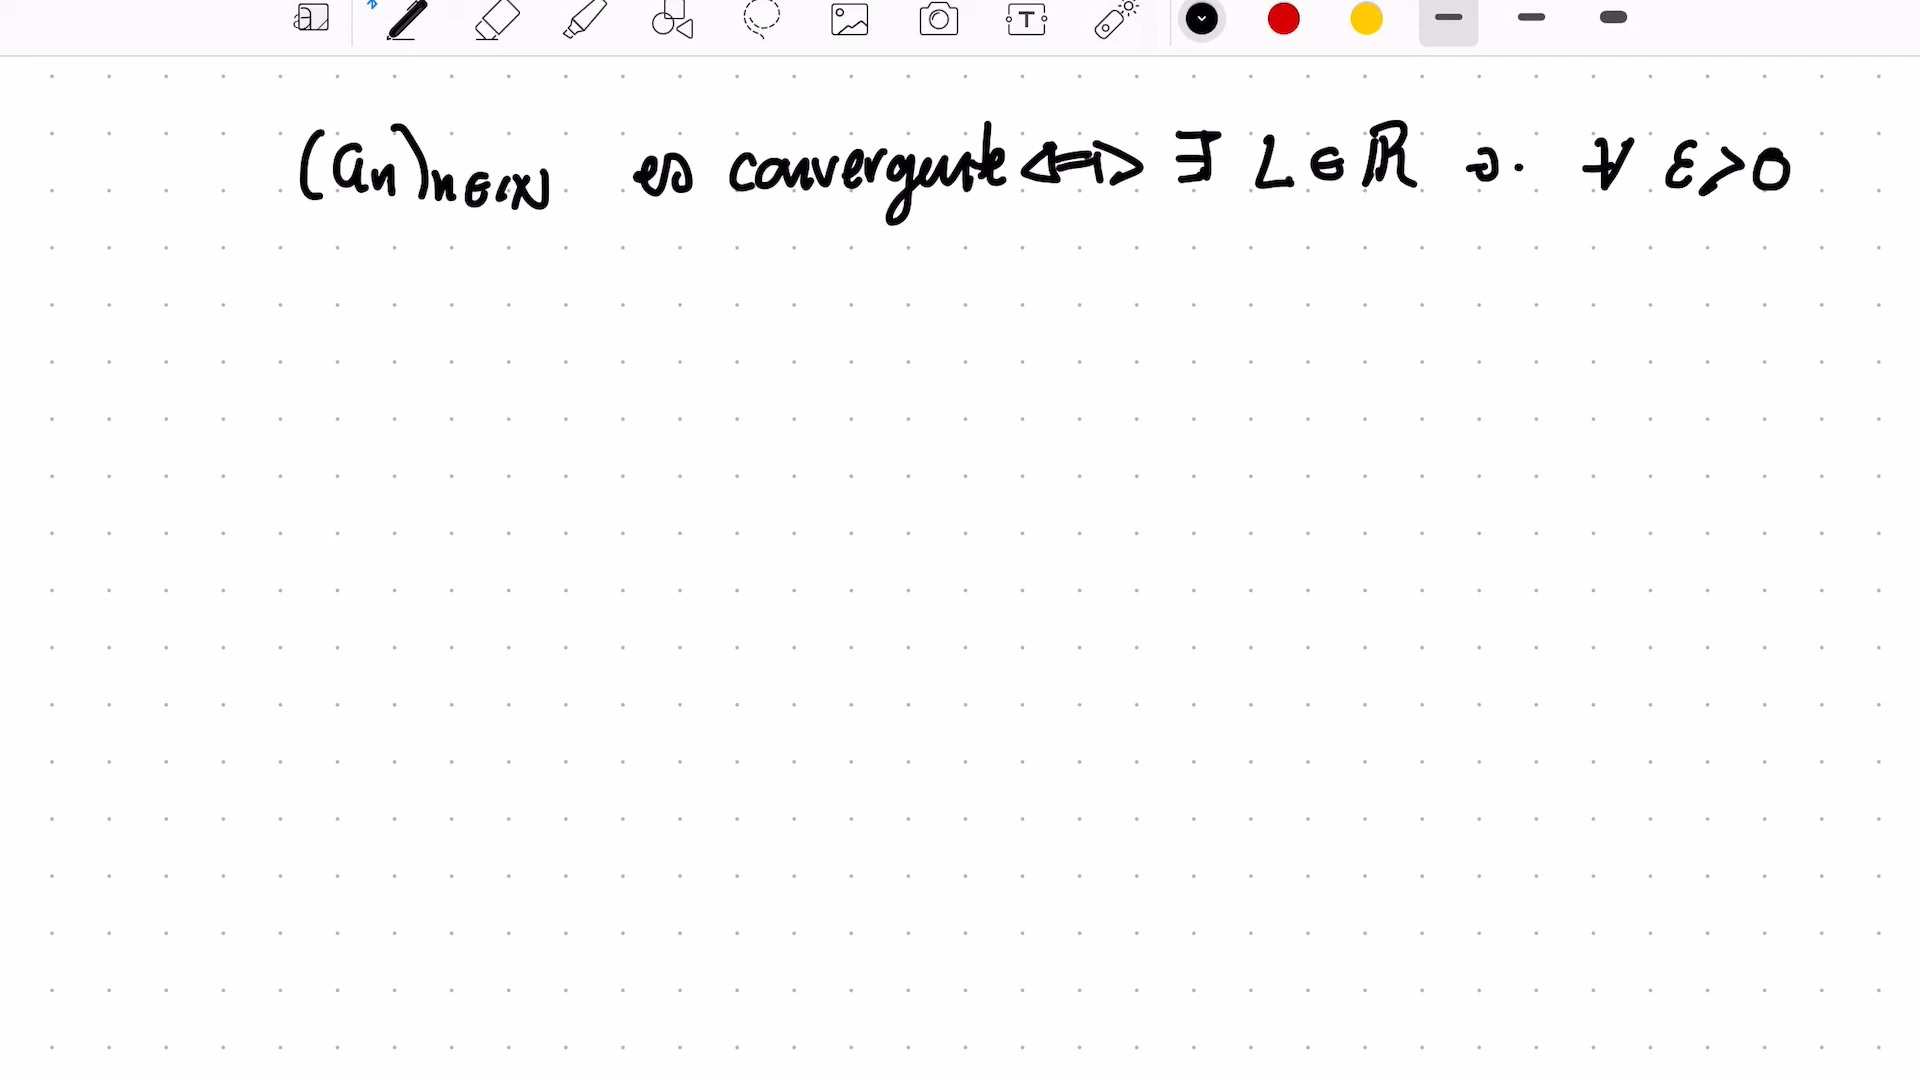 (an)n∈ℕ es convergente ⟺ ∃ L ∈ ℝ ∋. ∀ ε>0